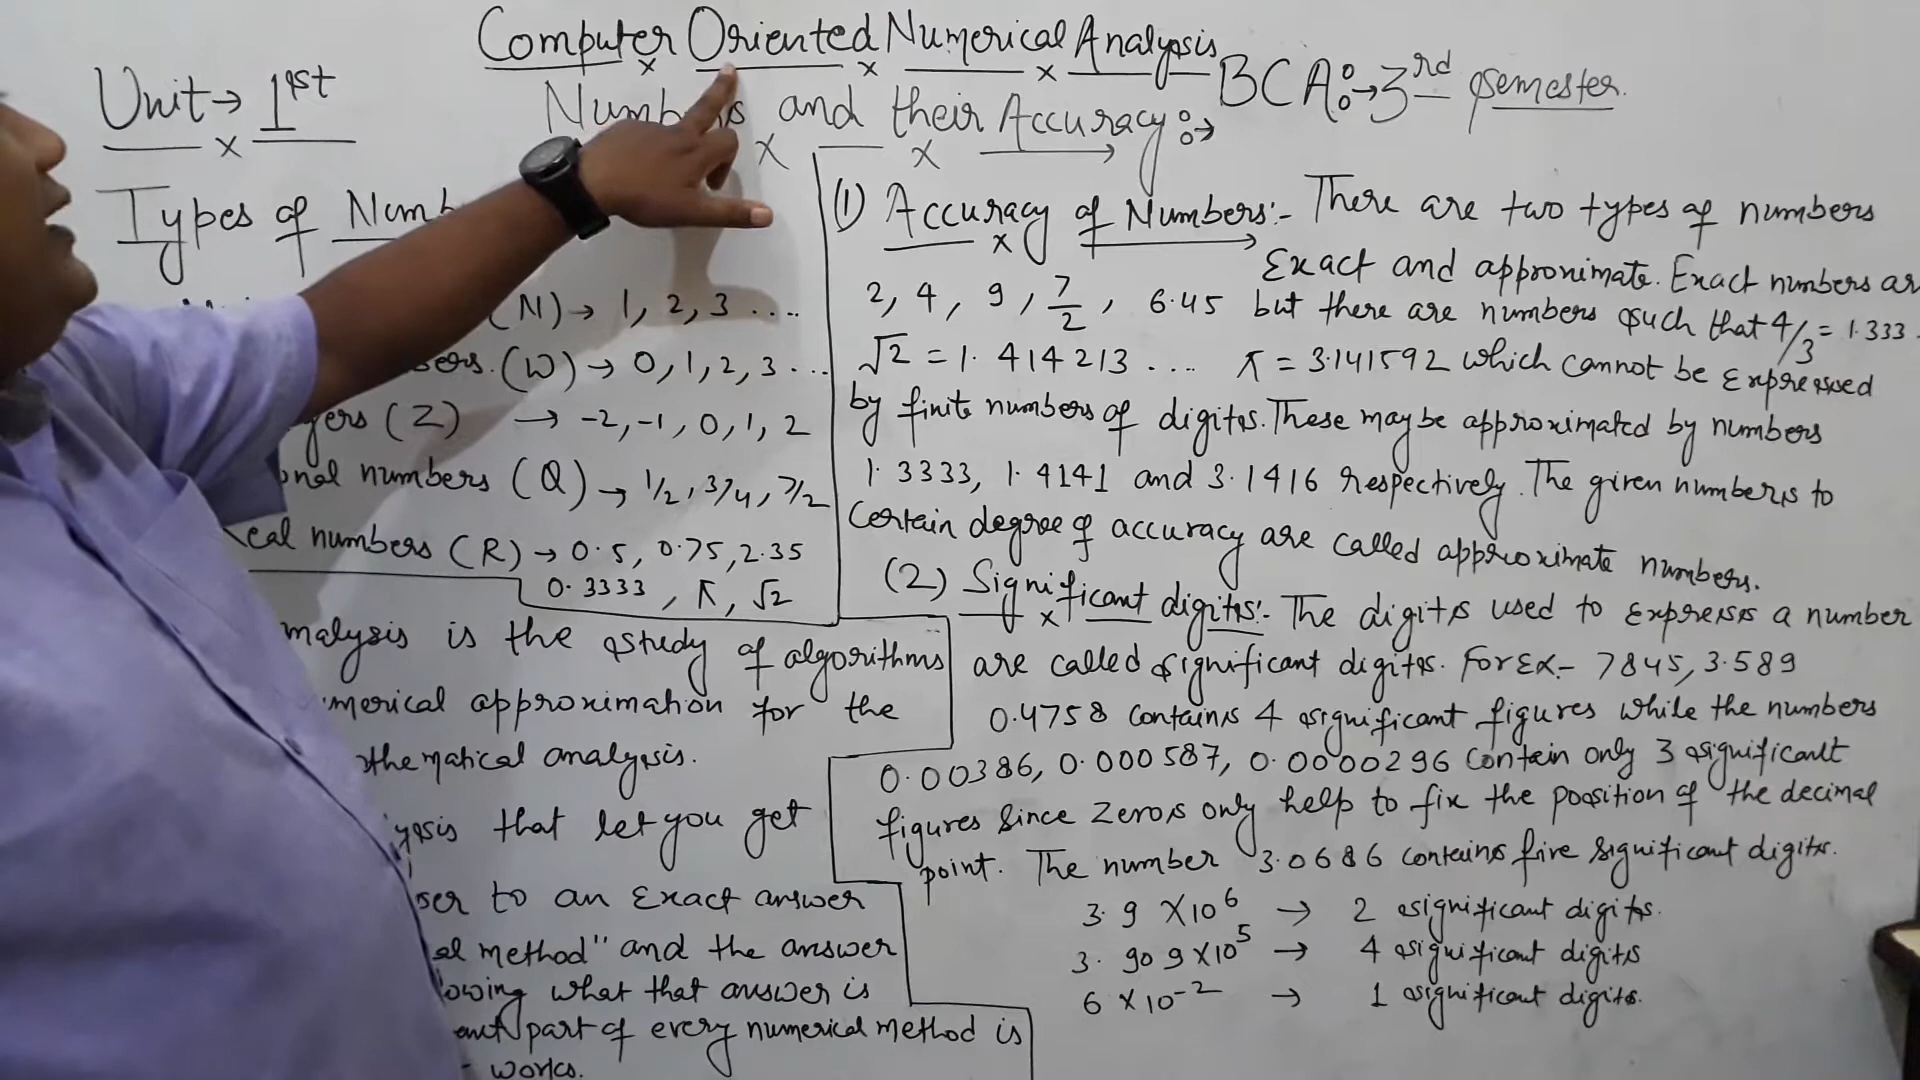 Computer Oriented Numerical Analysis
Unit → 1st
BCA:→ 3rd semester.
and their Accuracy:→
Types of
(N) → 1, 2, 3 ....
(W) → 0, 1, 2, 3 ...
(Z) → -2, -1, 0, 1, 2
numbers (Q) → 1/2, 3/4, 7/2
Real numbers (R) → 0.5, 0.75, 2.35
0.3333, π, √2
is the study of algorithms
approximation for the
analysis.
that let you get
to an Exact answer
method" and the answer
what that answer is
part of every numerical method is
works.
(1) Accuracy of Numbers:- There are two types of numbers
Exact and approximate. Exact numbers ar
2, 4, 9, 7/2, 6.45 but there are numbers such that 4/3 = 1.333
√2 = 1.414213 .... π = 3.141592 which cannot be Expressed
by finite numbers of digits. These may be approximated by numbers
1.3333, 1.4141 and 3.1416 respectively. The given numbers to
certain degree of accuracy are called approximate numbers.
(2) Significant digits:- The digits used to Express a number
are called significant digits. For Ex.- 7845, 3.589
0.4758 contains 4 significant figures while the numbers
0.00386, 0.000587, 0.0000296 contain only 3 significant
figures since zeros only help to fix the position of the decimal
point. The number 3.0686 contains five significant digits.
3.9 X10⁶ → 2 significant digits.
3.909X10⁵ → 4 significant digits
6 X10⁻² → 1 significant digits.